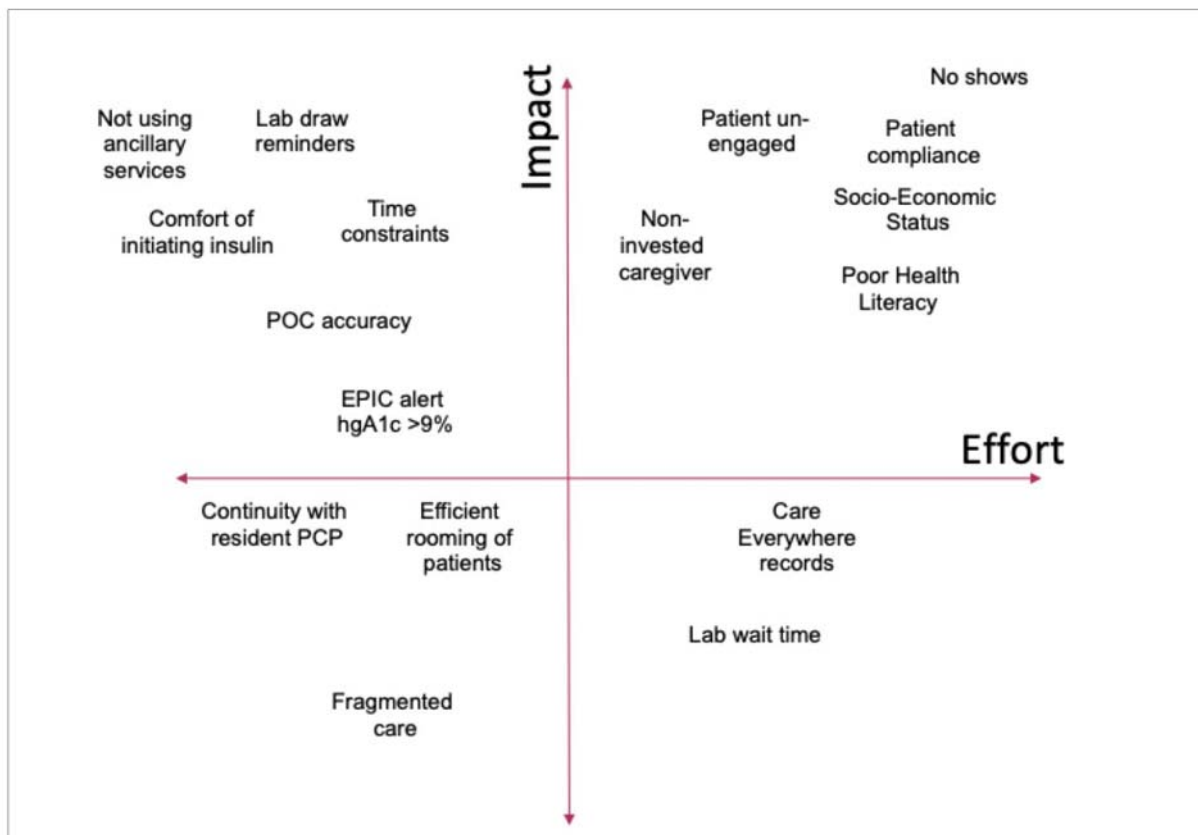 Impact
No shows
Not using
ancillary
services
Lab draw
reminders
Patient un-
engaged
Patient
compliance
Comfort of
initiating insulin
Time
constraints
Non-
invested
caregiver
Socio-Economic
Status
Poor Health
Literacy
POC accuracy
EPIC alert
hgA1c >9%
Effort
Continuity with
resident PCP
Efficient
rooming of
patients
Care
Everywhere
records
Lab wait time
Fragmented
care